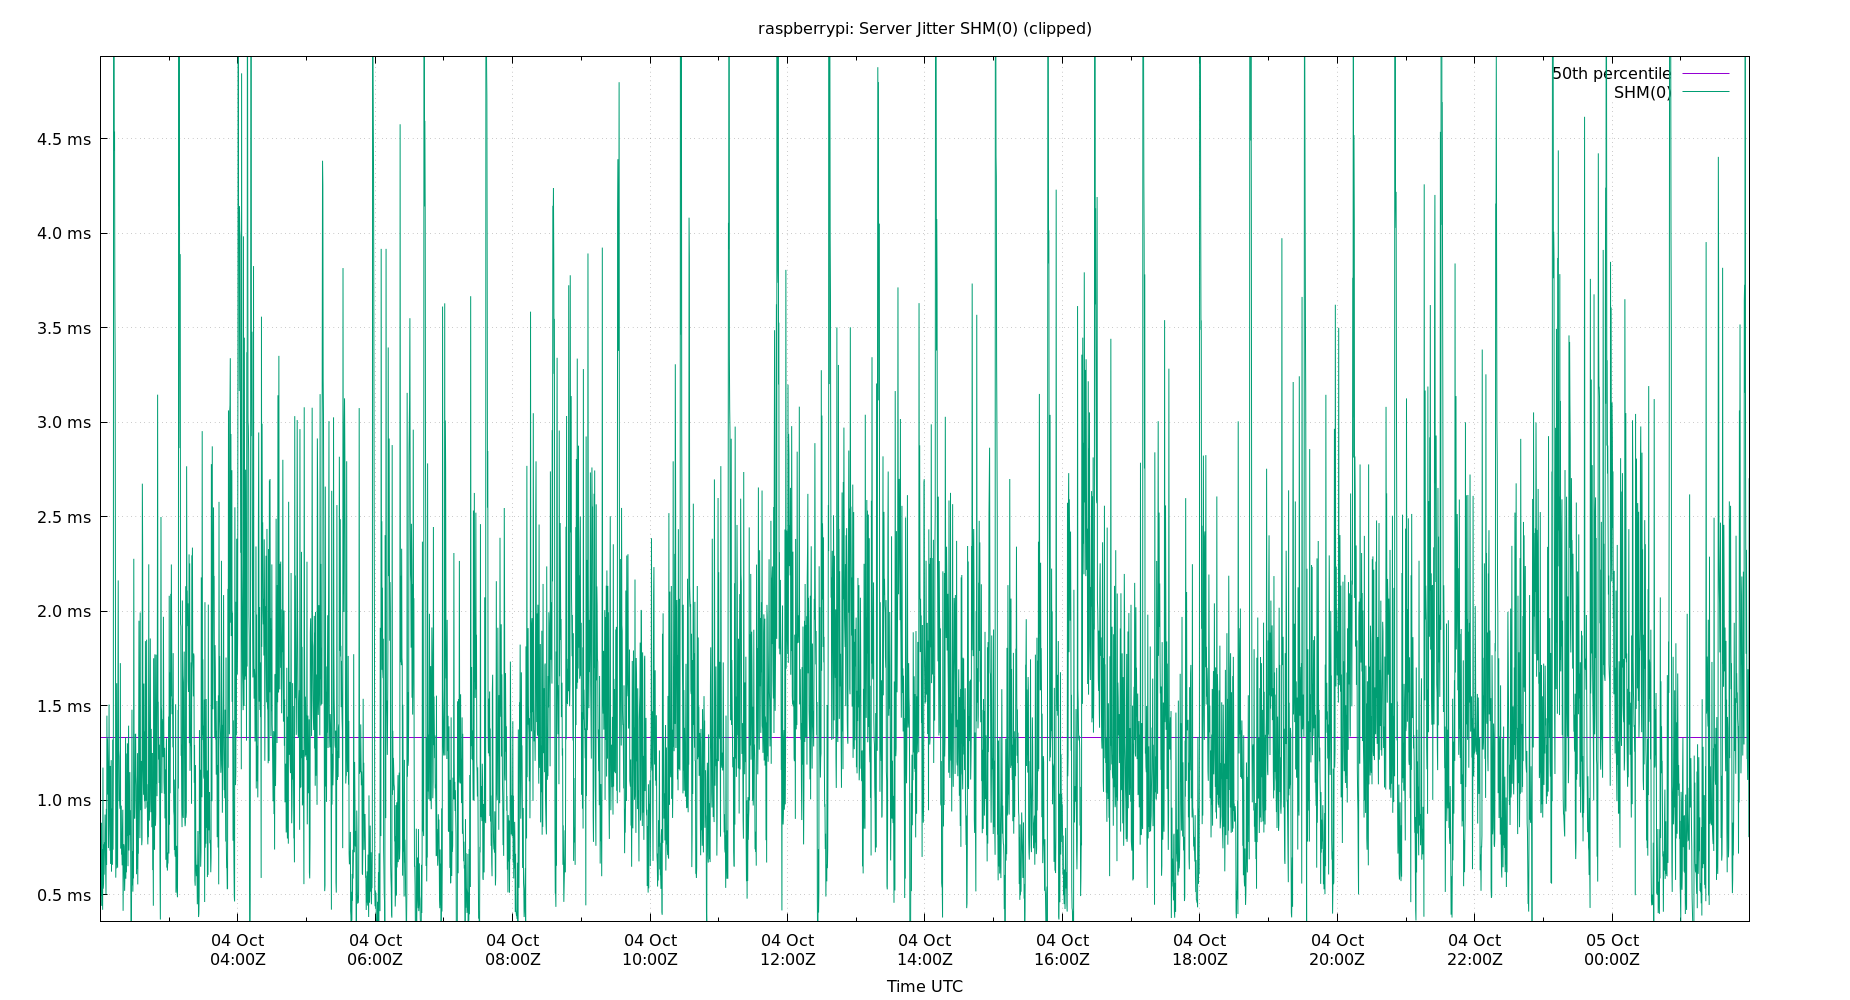 raspberrypi: Server Jitter SHM(0) (clipped)
50th percentile
SHM(0)
4.5 ms
4.0 ms
3.5 ms
3.0 ms
2.5 ms
2.0 ms
1.5 ms
1.0 ms
0.5 ms
04 Oct 04 Oct 04 Oct 04 Oct 04 Oct 04 Oct 04 Oct 04 Oct 04 Oct 04 Oct 05 Oct
04:00Z 06:00Z 08:00Z 10:00Z 12:00Z 14:00Z 16:00Z 18:00Z 20:00Z 22:00Z 00:00Z
Time UTC